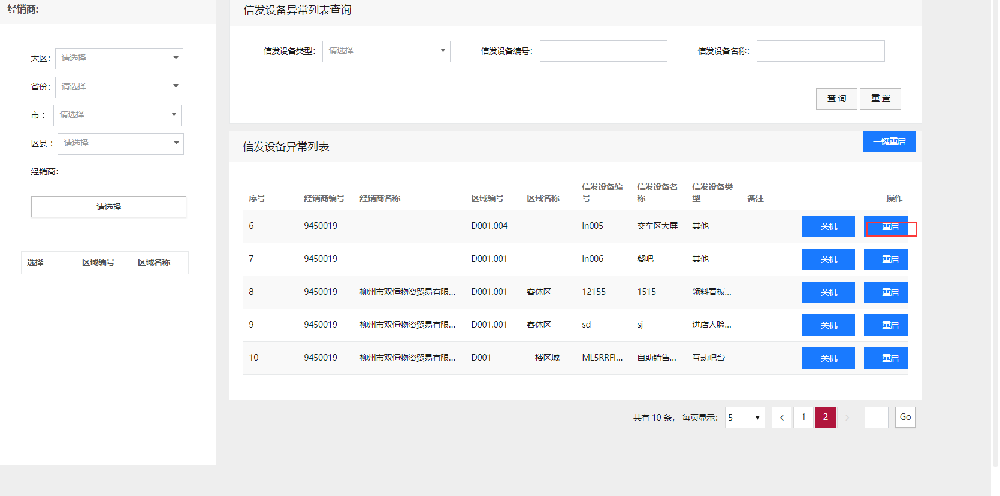 经销商:
大区: 请选择
省份: 请选择
市: 请选择
区县: 请选择
经销商:
--请选择--
选择 区域编号 区域名称
信发设备异常列表查询
信发设备类型: 请选择 信发设备编号: 信发设备名称:
查 询 重 置
信发设备异常列表 一键重启
序号 经销商编号 经销商名称 区域编号 区域名称 信发设备编号 信发设备名称 信发设备类型 备注 操作
6 9450019 D001.004 In005 交车区大屏 其他 关机 重启
7 9450019 D001.001 In006 餐吧 其他 关机 重启
8 9450019 柳州市双恒物资贸易有限... D001.001 客休区 12155 1515 领料看板... 关机 重启
9 9450019 柳州市双恒物资贸易有限... D001.001 客休区 sd sj 进店人脸... 关机 重启
10 9450019 柳州市双恒物资贸易有限... D001 一楼区域 ML5RRFI... 自助销售... 互动吧台 关机 重启
共有 10 条, 每页显示: 5 < 1 2 > Go